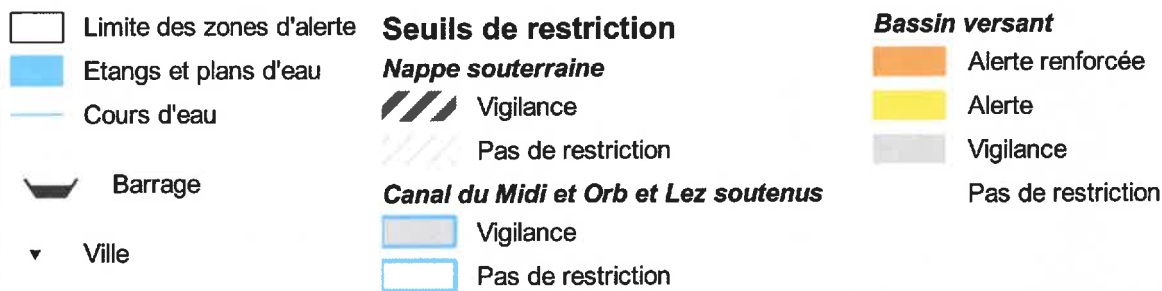 Limite des zones d'alerte
Etangs et plans d'eau
Cours d'eau
Barrage
Ville
Seuils de restriction
Nappe souterraine
Vigilance
Pas de restriction
Canal du Midi et Orb et Lez soutenus
Vigilance
Pas de restriction
Bassin versant
Alerte renforcée
Alerte
Vigilance
Pas de restriction